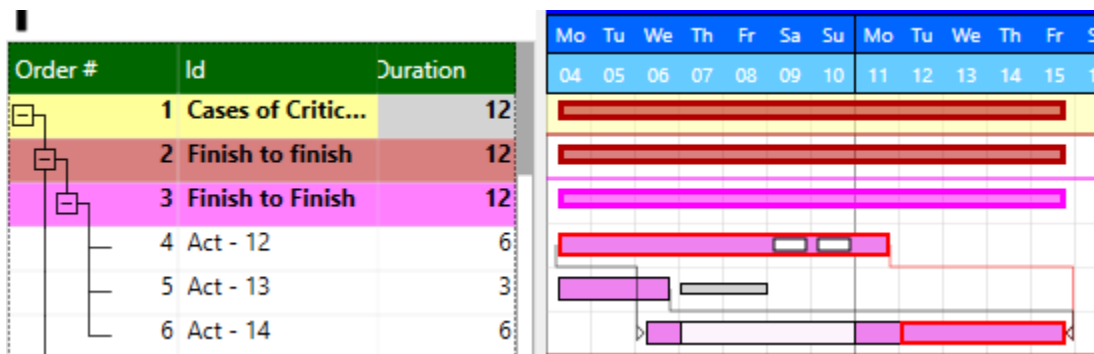 Mo Tu We Th Fr Sa Su Mo Tu We Th Fr S
Order # Id Duration
04 05 06 07 08 09 10 11 12 13 14 15
1 Cases of Critic... 12
2 Finish to finish 12
3 Finish to Finish 12
4 Act - 12 6
5 Act - 13 3
6 Act - 14 6